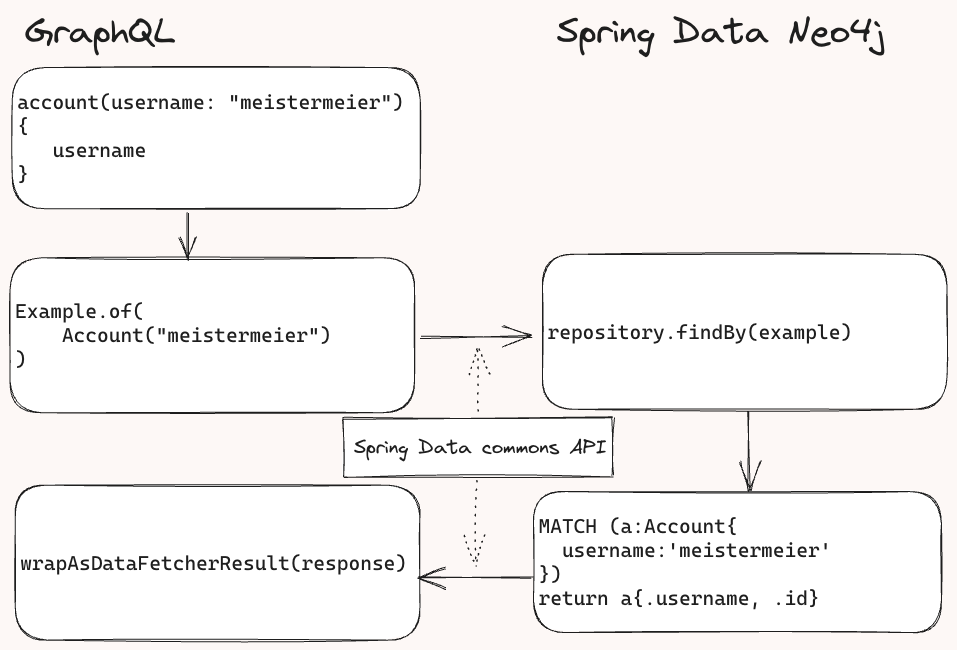 GraphQL
Spring Data Neo4j
account(username: "meistermeier")
{
   username
}
Example.of(
    Account("meistermeier")
)
repository.findBy(example)
Spring Data commons API
wrapAsDataFetcherResult(response)
MATCH (a:Account{
  username:'meistermeier'
})
return a{.username, .id}